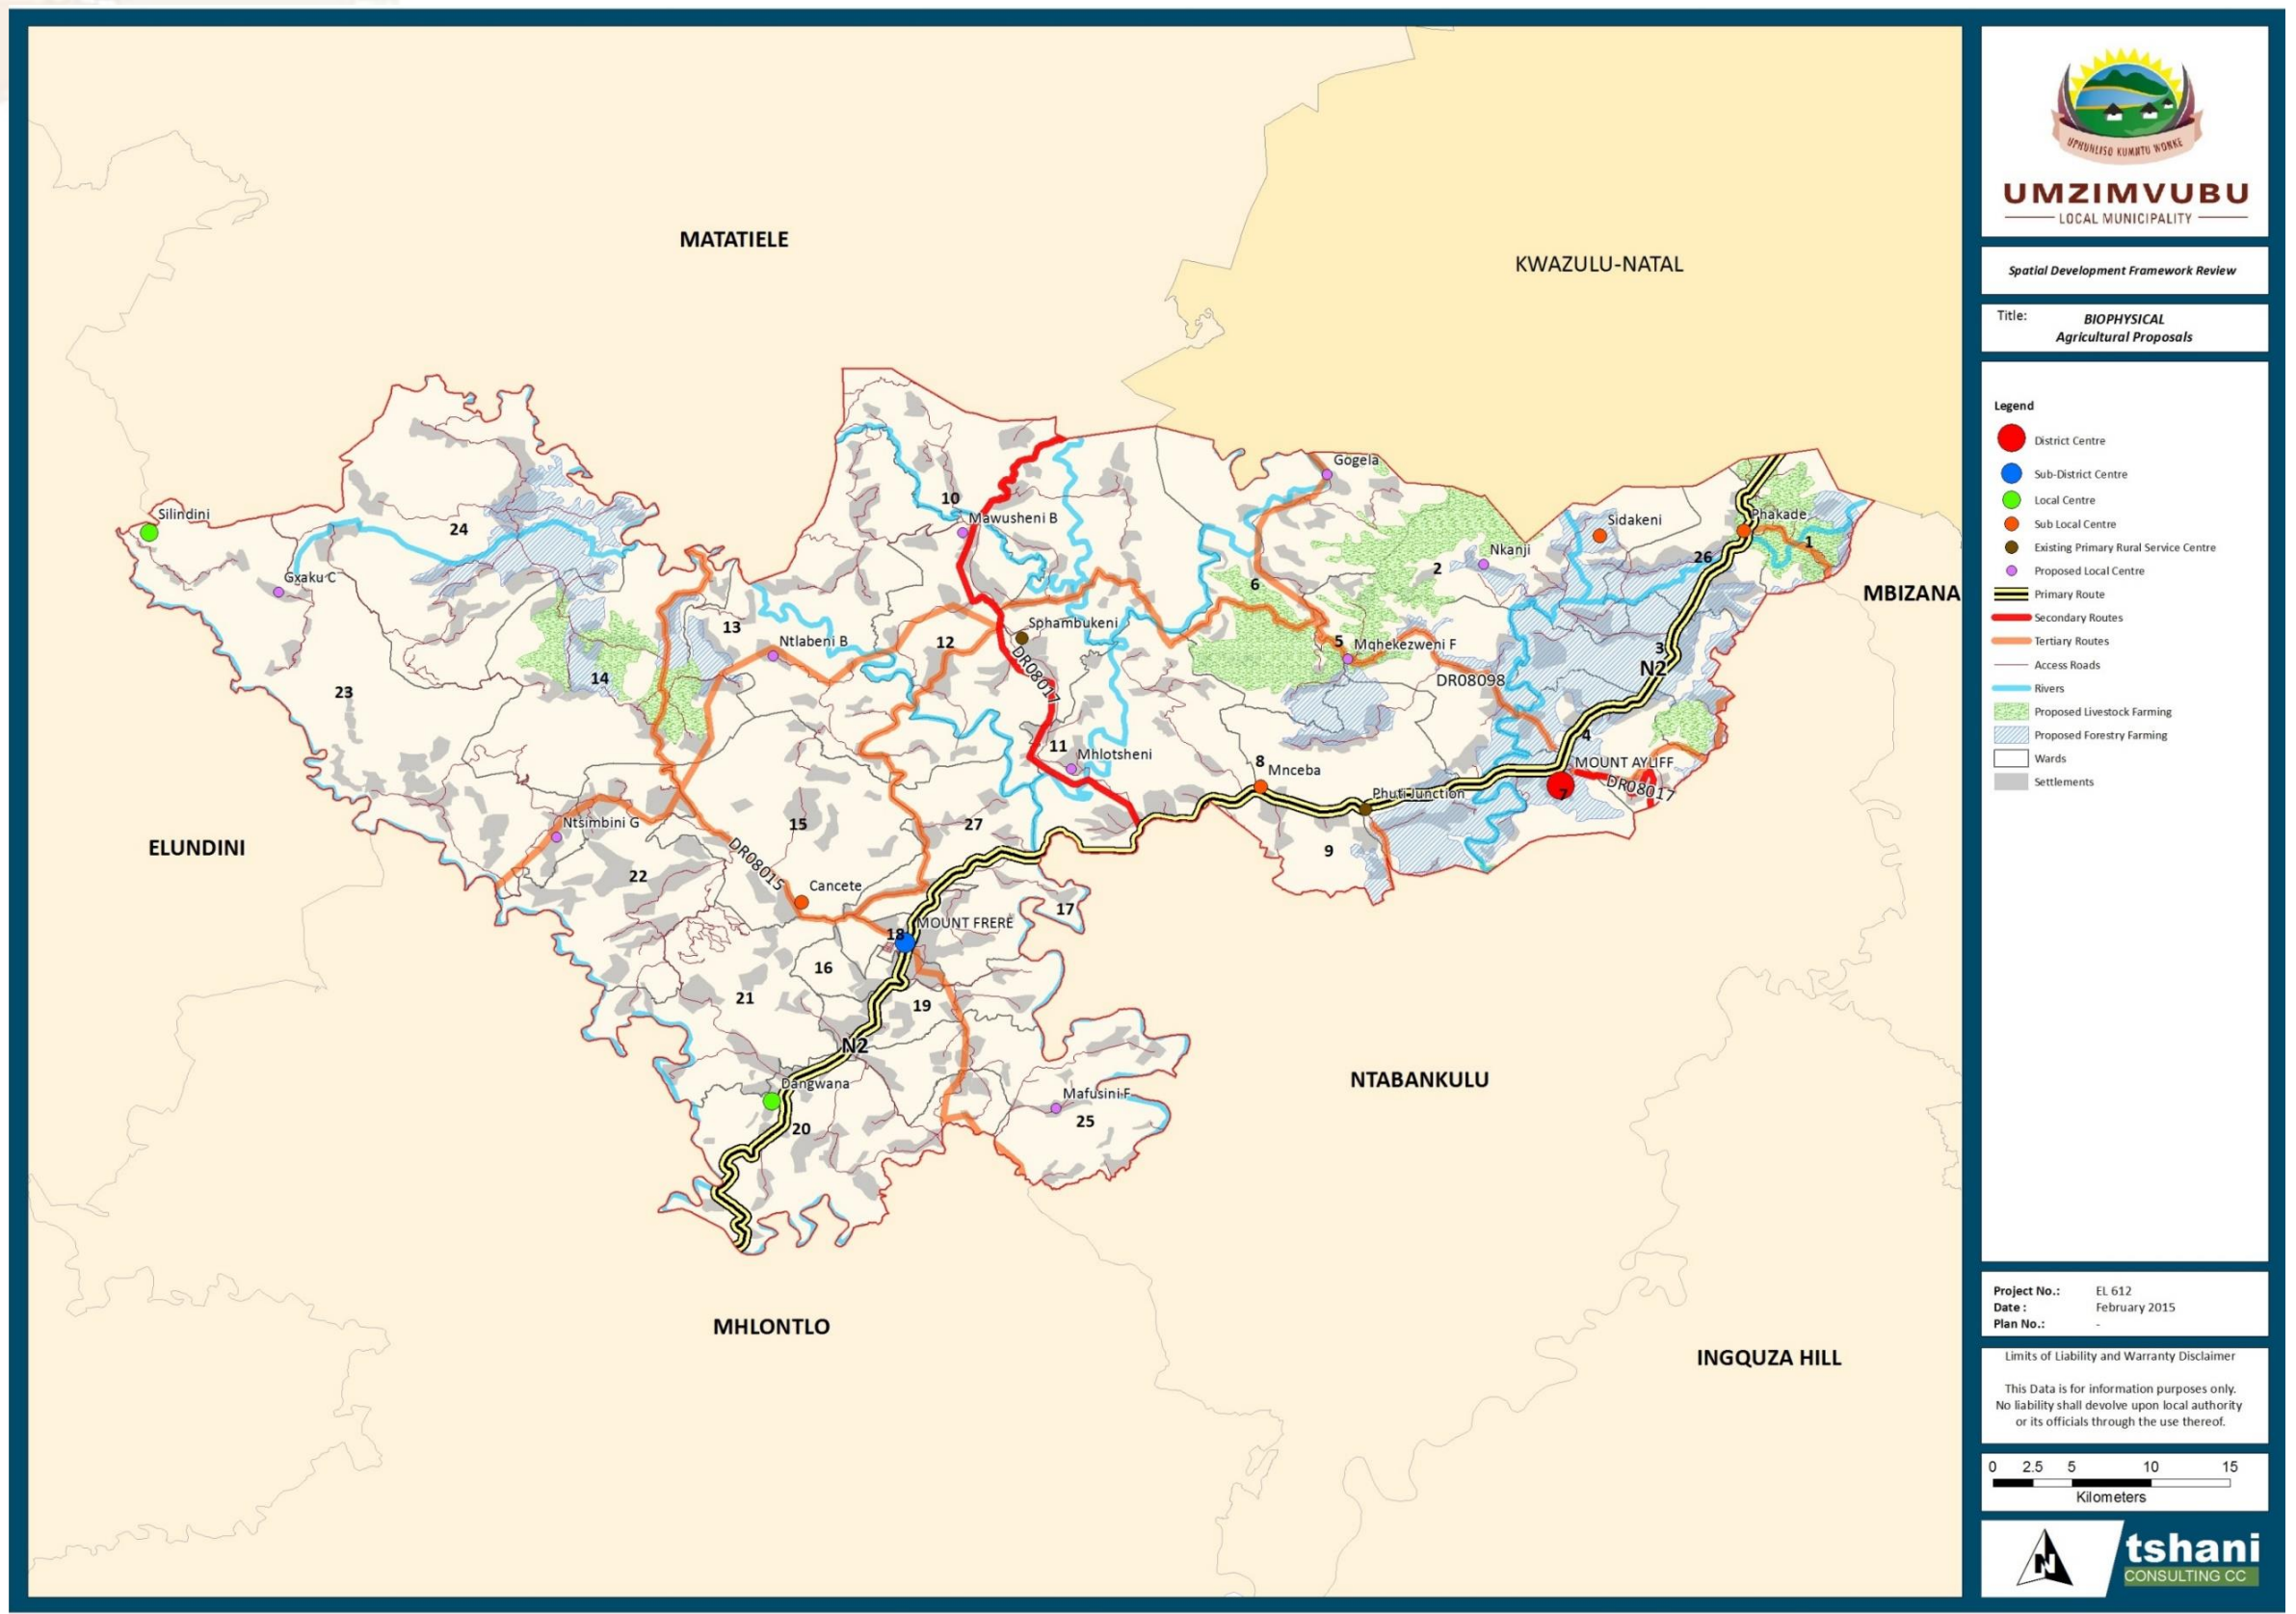 MATATIELE
KWAZULU-NATAL
MBIZANA
ELUNDINI
NTABANKULU
MHLONTLO
INGQUZA HILL
Silindini
24
Gxaku C
23
14
13
Ntlabeni B
10
Mawusheni B
12
Sphambukeni
DR08017
11
Mhlotsheni
Gogela
6
5
Mqhekezweni F
2
Nkanji
Sidakeni
Phakade
1
26
3
N2
DR08098
4
MOUNT AYLIFF
7
DR08017
8
Mnceba
Phuti Junction
9
Ntsimbini G
22
15
DR08015
27
Cancete
17
MOUNT FRERE
18
16
21
19
N2
Dangwana
20
Mafusini F
25
UPHUHLISO KUMNTU WONKE
UMZIMVUBU
LOCAL MUNICIPALITY
Spatial Development Framework Review
Title: BIOPHYSICAL
Agricultural Proposals
Legend
District Centre
Sub-District Centre
Local Centre
Sub Local Centre
Existing Primary Rural Service Centre
Proposed Local Centre
Primary Route
Secondary Routes
Tertiary Routes
Access Roads
Rivers
Proposed Livestock Farming
Proposed Forestry Farming
Wards
Settlements
Project No.: EL 612
Date : February 2015
Plan No.: -
Limits of Liability and Warranty Disclaimer
This Data is for information purposes only.
No liability shall devolve upon local authority
or its officials through the use thereof.
0 2.5 5 10 15
Kilometers
N
tshani
CONSULTING CC